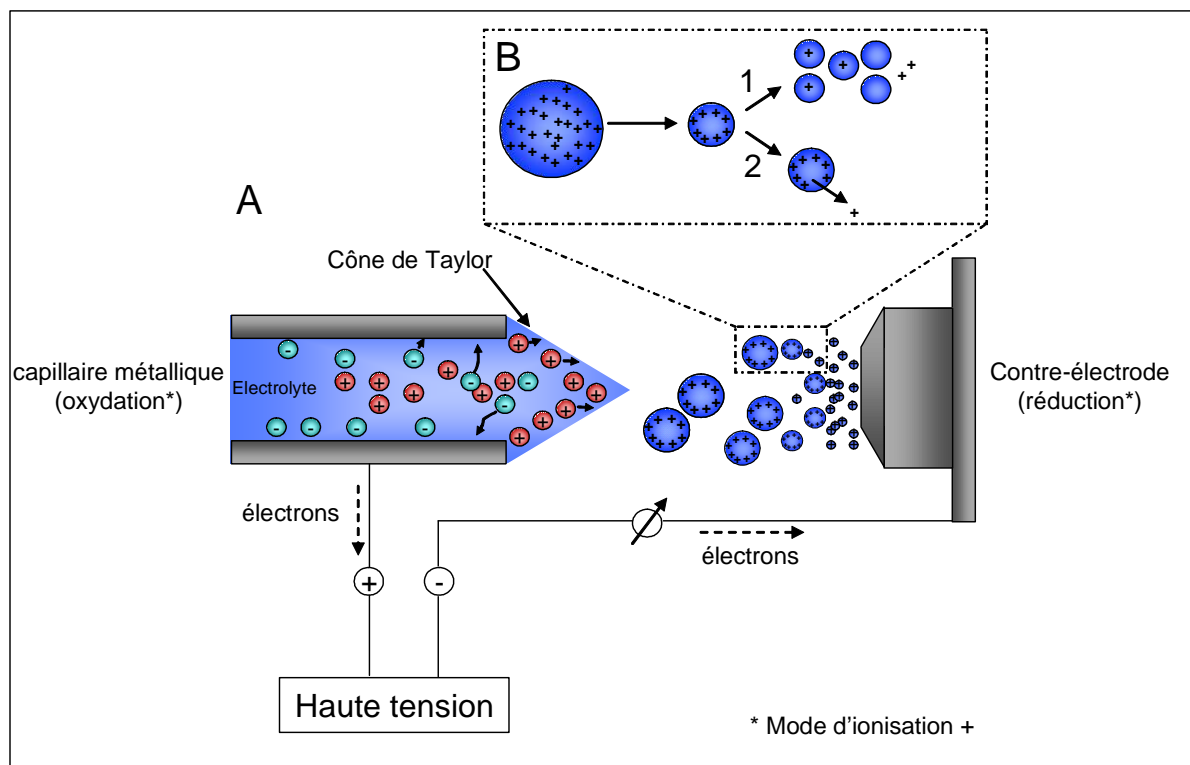 B
1
2
A
Cône de Taylor
capillaire métallique
(oxydation*)
Electrolyte
Contre-électrode
(réduction*)
électrons
électrons
+
-
Haute tension
* Mode d'ionisation +